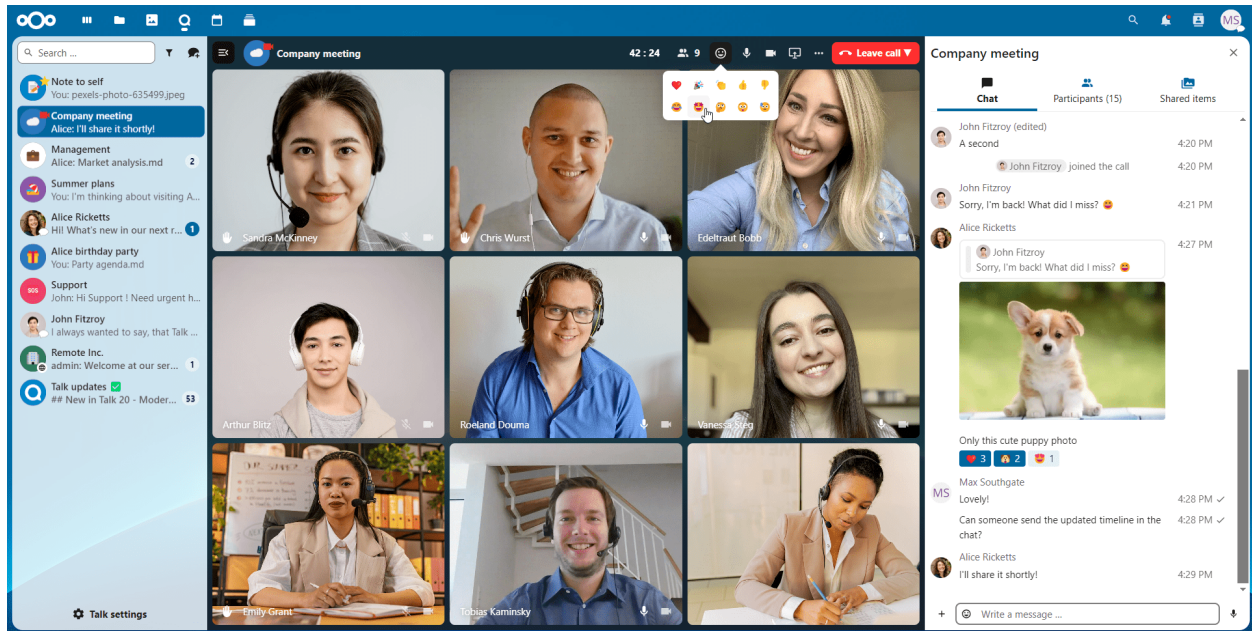 MS
Search ...
Note to self
You: pexels-photo-635499.jpeg
Company meeting
Alice: I'll share it shortly!
Management
Alice: Market analysis.md
2
Summer plans
You: I'm thinking about visiting A...
Alice Ricketts
Hi! What's new in our next r...
1
Alice birthday party
You: Party agenda.md
SOS
Support
John: Hi Support ! Need urgent h...
John Fitzroy
I always wanted to say, that Talk ...
Remote Inc.
admin: Welcome at our ser...
1
Talk updates ✅
## New in Talk 20 - Moder...
53
Talk settings
Company meeting
42 : 24
9
Leave call
Sandra McKinney
Chris Wurst
Edeltraut Bobb
Arthur Blitz
Roeland Douma
Vanessa Steg
Emily Grant
Tobias Kaminsky
Company meeting
Chat
Participants (15)
Shared items
John Fitzroy (edited)
A second
4:20 PM
John Fitzroy joined the call
4:20 PM
John Fitzroy
Sorry, I'm back! What did I miss? 😄
4:21 PM
Alice Ricketts
4:27 PM
John Fitzroy
Sorry, I'm back! What did I miss? 😄
Only this cute puppy photo
❤️ 3
2
😍 1
Max Southgate
MS
Lovely!
4:28 PM
Can someone send the updated timeline in the
chat?
4:28 PM
Alice Ricketts
I'll share it shortly!
4:29 PM
Write a message ...